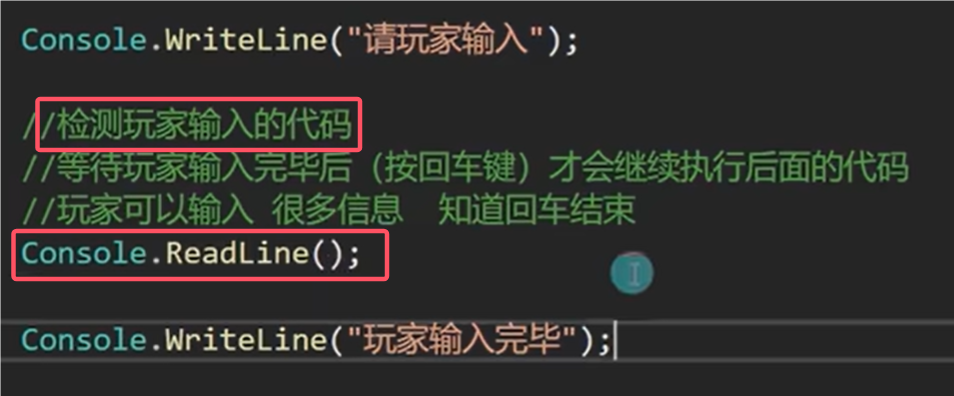 Console.WriteLine("请玩家输入");
//检测玩家输入的代码
//等待玩家输入完毕后（按回车键）才会继续执行后面的代码
//玩家可以输入 很多信息  知道回车结束
Console.ReadLine();
Console.WriteLine("玩家输入完毕");